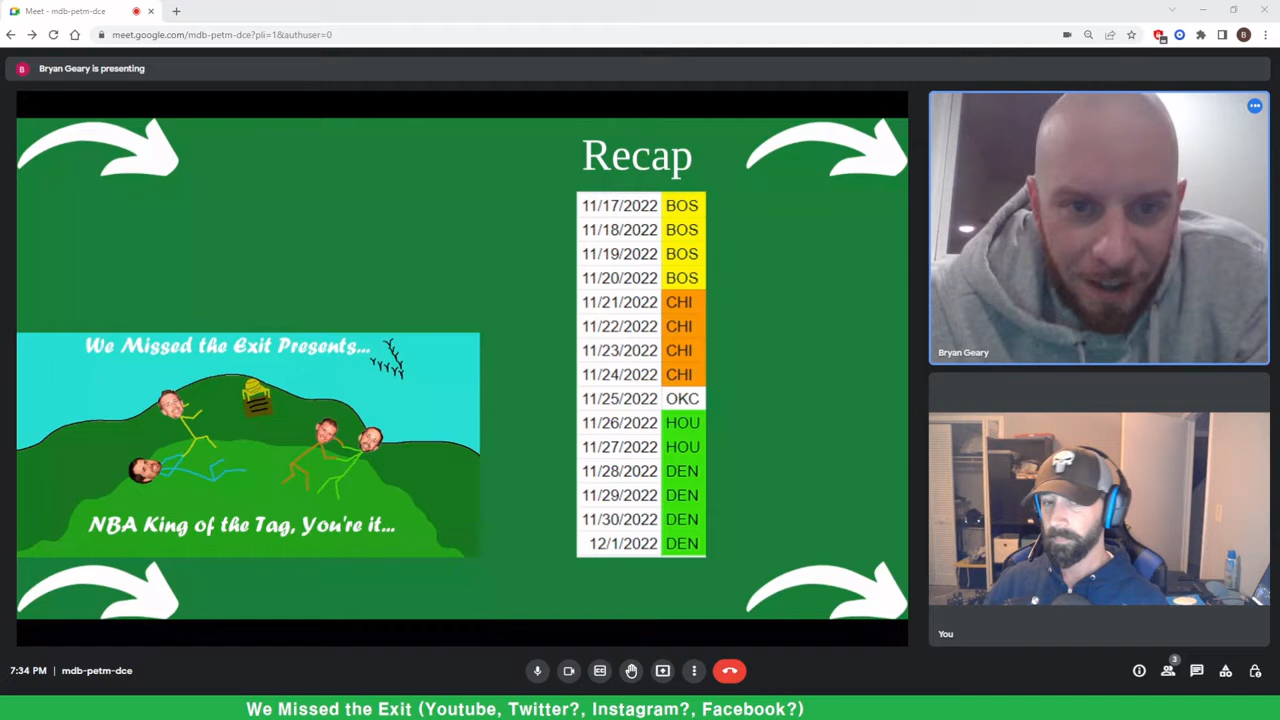 Meet - mdb-petm-dce
meet.google.com/mdb-petm-dce?pli=1&authuser=0
B
B
Bryan Geary is presenting
Recap
11/17/2022 BOS
11/18/2022 BOS
11/19/2022 BOS
11/20/2022 BOS
11/21/2022 CHI
11/22/2022 CHI
11/23/2022 CHI
11/24/2022 CHI
11/25/2022 OKC
11/26/2022 HOU
11/27/2022 HOU
11/28/2022 DEN
11/29/2022 DEN
11/30/2022 DEN
12/1/2022 DEN
We Missed the Exit Presents...
NBA King of the Tag, You're it...
Bryan Geary
You
7:34 PM | mdb-petm-dce
3
We Missed the Exit (Youtube, Twitter?, Instagram?, Facebook?)